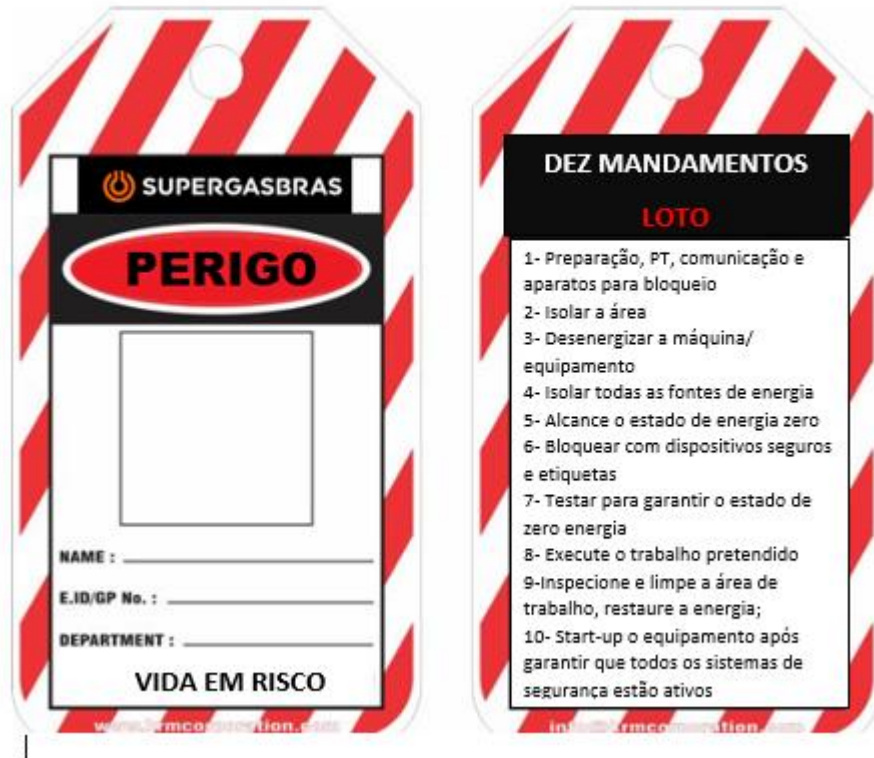 SUPERGASBRAS
PERIGO
NAME :
E.ID/GP No. :
DEPARTMENT :
VIDA EM RISCO
DEZ MANDAMENTOS
LOTO
1- Preparação, PT, comunicação e
aparatos para bloqueio
2- Isolar a área
3- Desenergizar a máquina/
equipamento
4- Isolar todas as fontes de energia
5- Alcance o estado de energia zero
6- Bloquear com dispositivos seguros
e etiquetas
7- Testar para garantir o estado de
zero energia
8- Execute o trabalho pretendido
9-Inspecione e limpe a área de
trabalho, restaure a energia;
10- Start-up o equipamento após
garantir que todos os sistemas de
segurança estão ativos